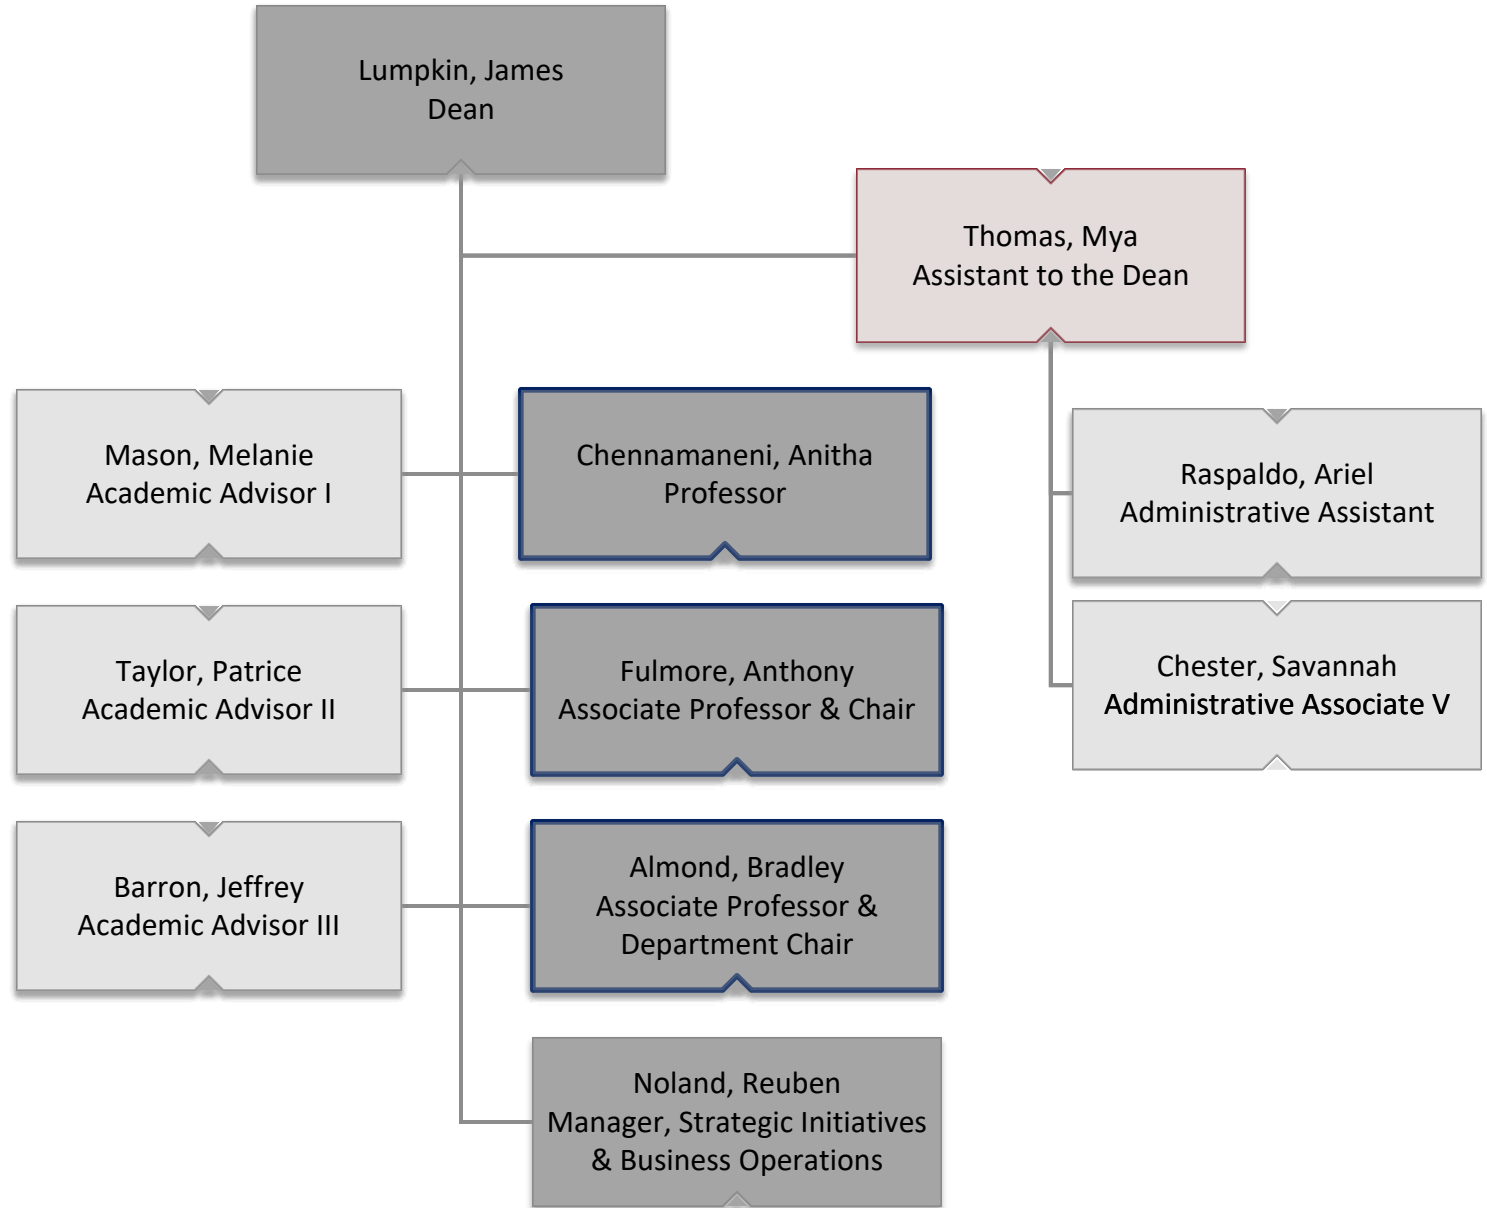 Lumpkin, James
Dean
Thomas, Mya
Assistant to the Dean
Mason, Melanie
Academic Advisor I
Chennamaneni, Anitha
Professor
Raspaldo, Ariel
Administrative Assistant
Taylor, Patrice
Academic Advisor II
Fulmore, Anthony
Associate Professor & Chair
Chester, Savannah
Administrative Associate V
Barron, Jeffrey
Academic Advisor III
Almond, Bradley
Associate Professor &
Department Chair
Noland, Reuben
Manager, Strategic Initiatives
& Business Operations